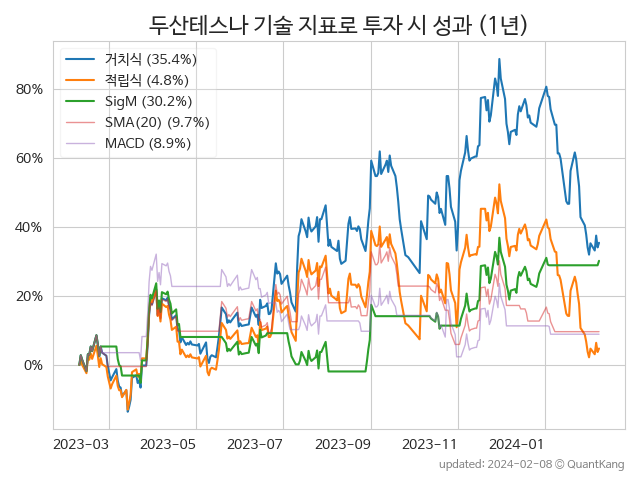 두산테스나 기술 지표로 투자 시 성과 (1년)
거치식 (35.4%)
적립식 (4.8%)
SigM (30.2%)
SMA(20) (9.7%)
MACD (8.9%)
80%
60%
40%
20%
0%
2023-03 2023-05 2023-07 2023-09 2023-11 2024-01
updated: 2024-02-08 © QuantKang